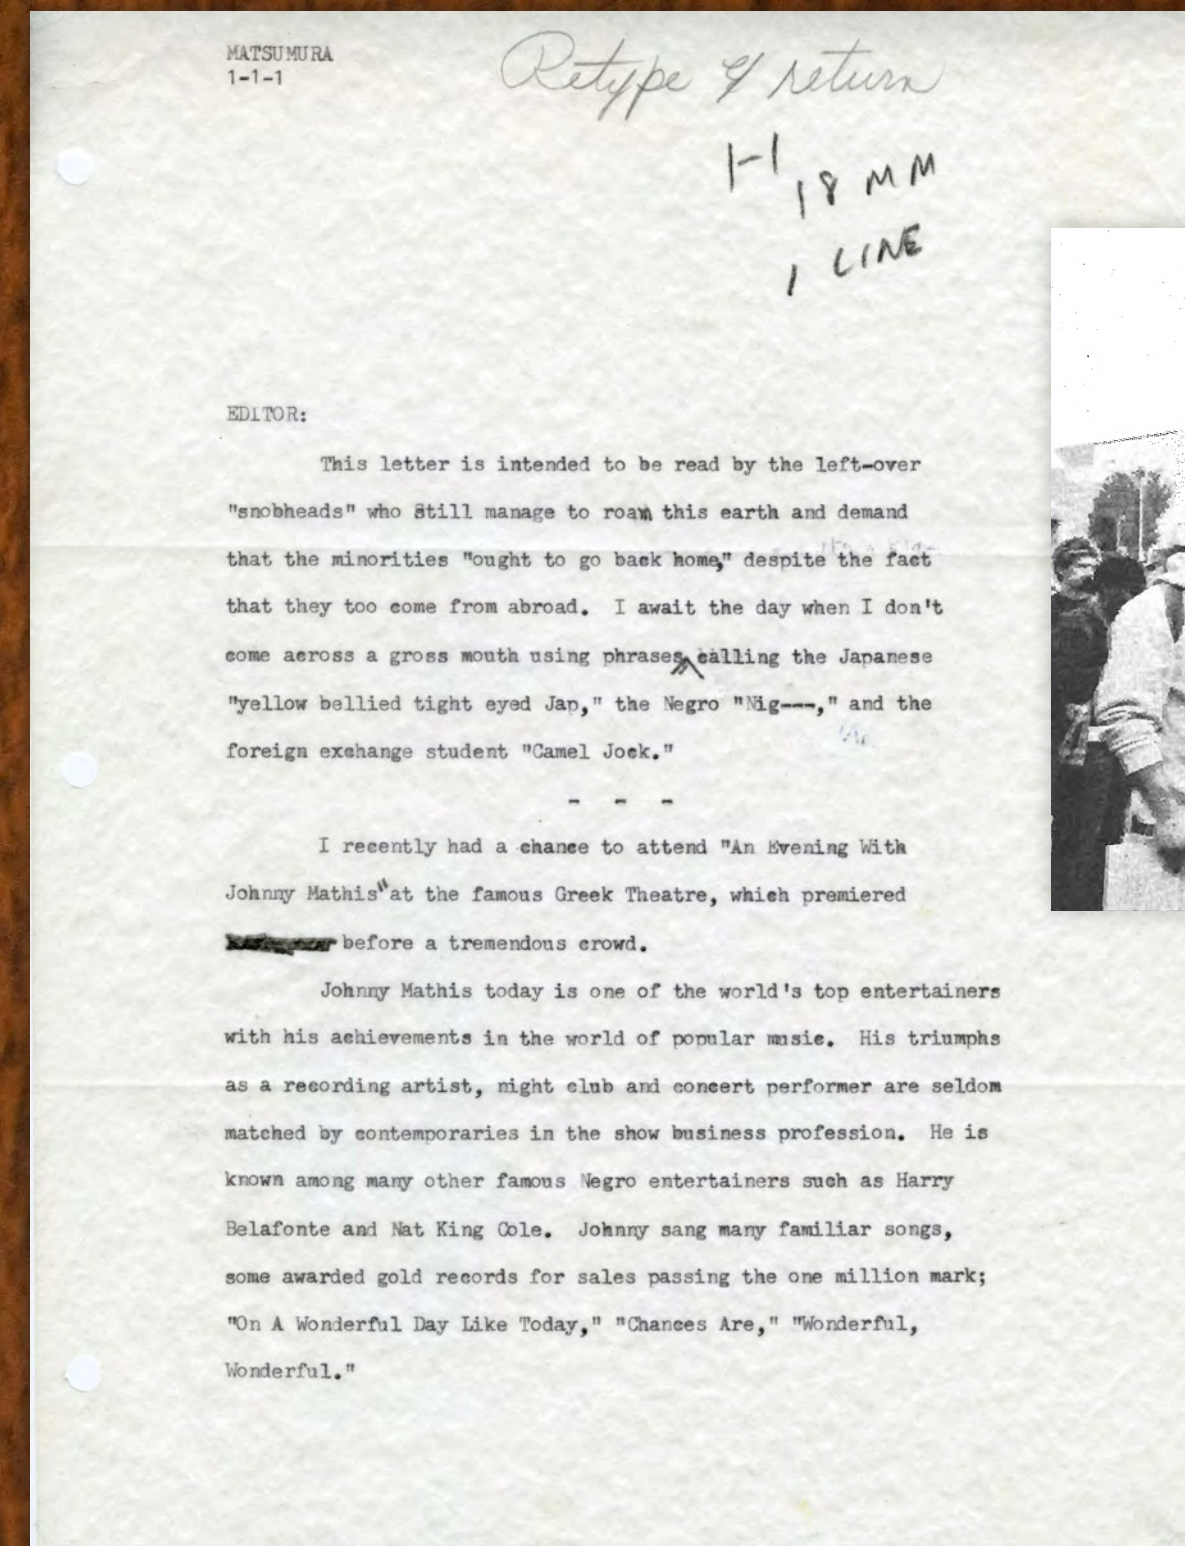 MATSUMURA
1-1-1
Retype & return
1-1
18 MM
1 LINE
EDITOR:
This letter is intended to be read by the left-over
"snobheads" who still manage to roam this earth and demand
that the minorities "ought to go back home," despite the fact
that they too come from abroad. I await the day when I don't
come across a gross mouth using phrases calling the Japanese
"yellow bellied tight eyed Jap," the Negro "Nig---," and the
foreign exchange student "Camel Jock."
- - -
I recently had a chance to attend "An Evening With
Johnny Mathis" at the famous Greek Theatre, which premiered
before a tremendous crowd.
Johnny Mathis today is one of the world's top entertainers
with his achievements in the world of popular music. His triumphs
as a recording artist, night club and concert performer are seldom
matched by contemporaries in the show business profession. He is
known among many other famous Negro entertainers such as Harry
Belafonte and Nat King Cole. Johnny sang many familiar songs,
some awarded gold records for sales passing the one million mark;
"On A Wonderful Day Like Today," "Chances Are," "Wonderful,
Wonderful."